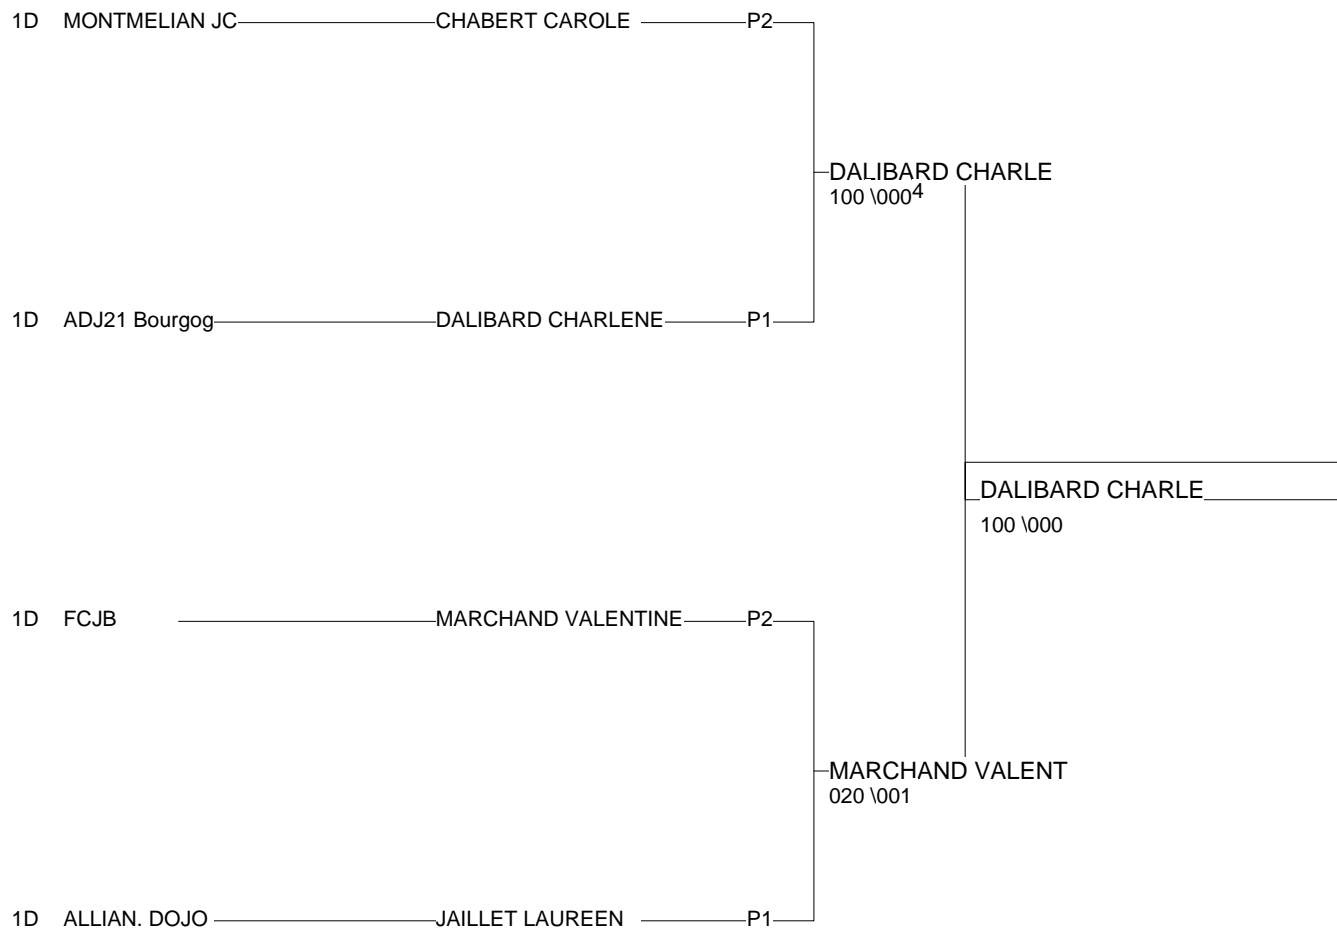 1D MONTMELIAN JC CHABERT CAROLE P2
DALIBARD CHARLE
100 \000 4
1D ADJ21 Bourgog DALIBARD CHARLENE P1
DALIBARD CHARLE
100 \000
1D FCJB MARCHAND VALENTINE P2
MARCHAND VALENT
020 \001
1D ALLIAN. DOJO JAILLET LAUREEN P1